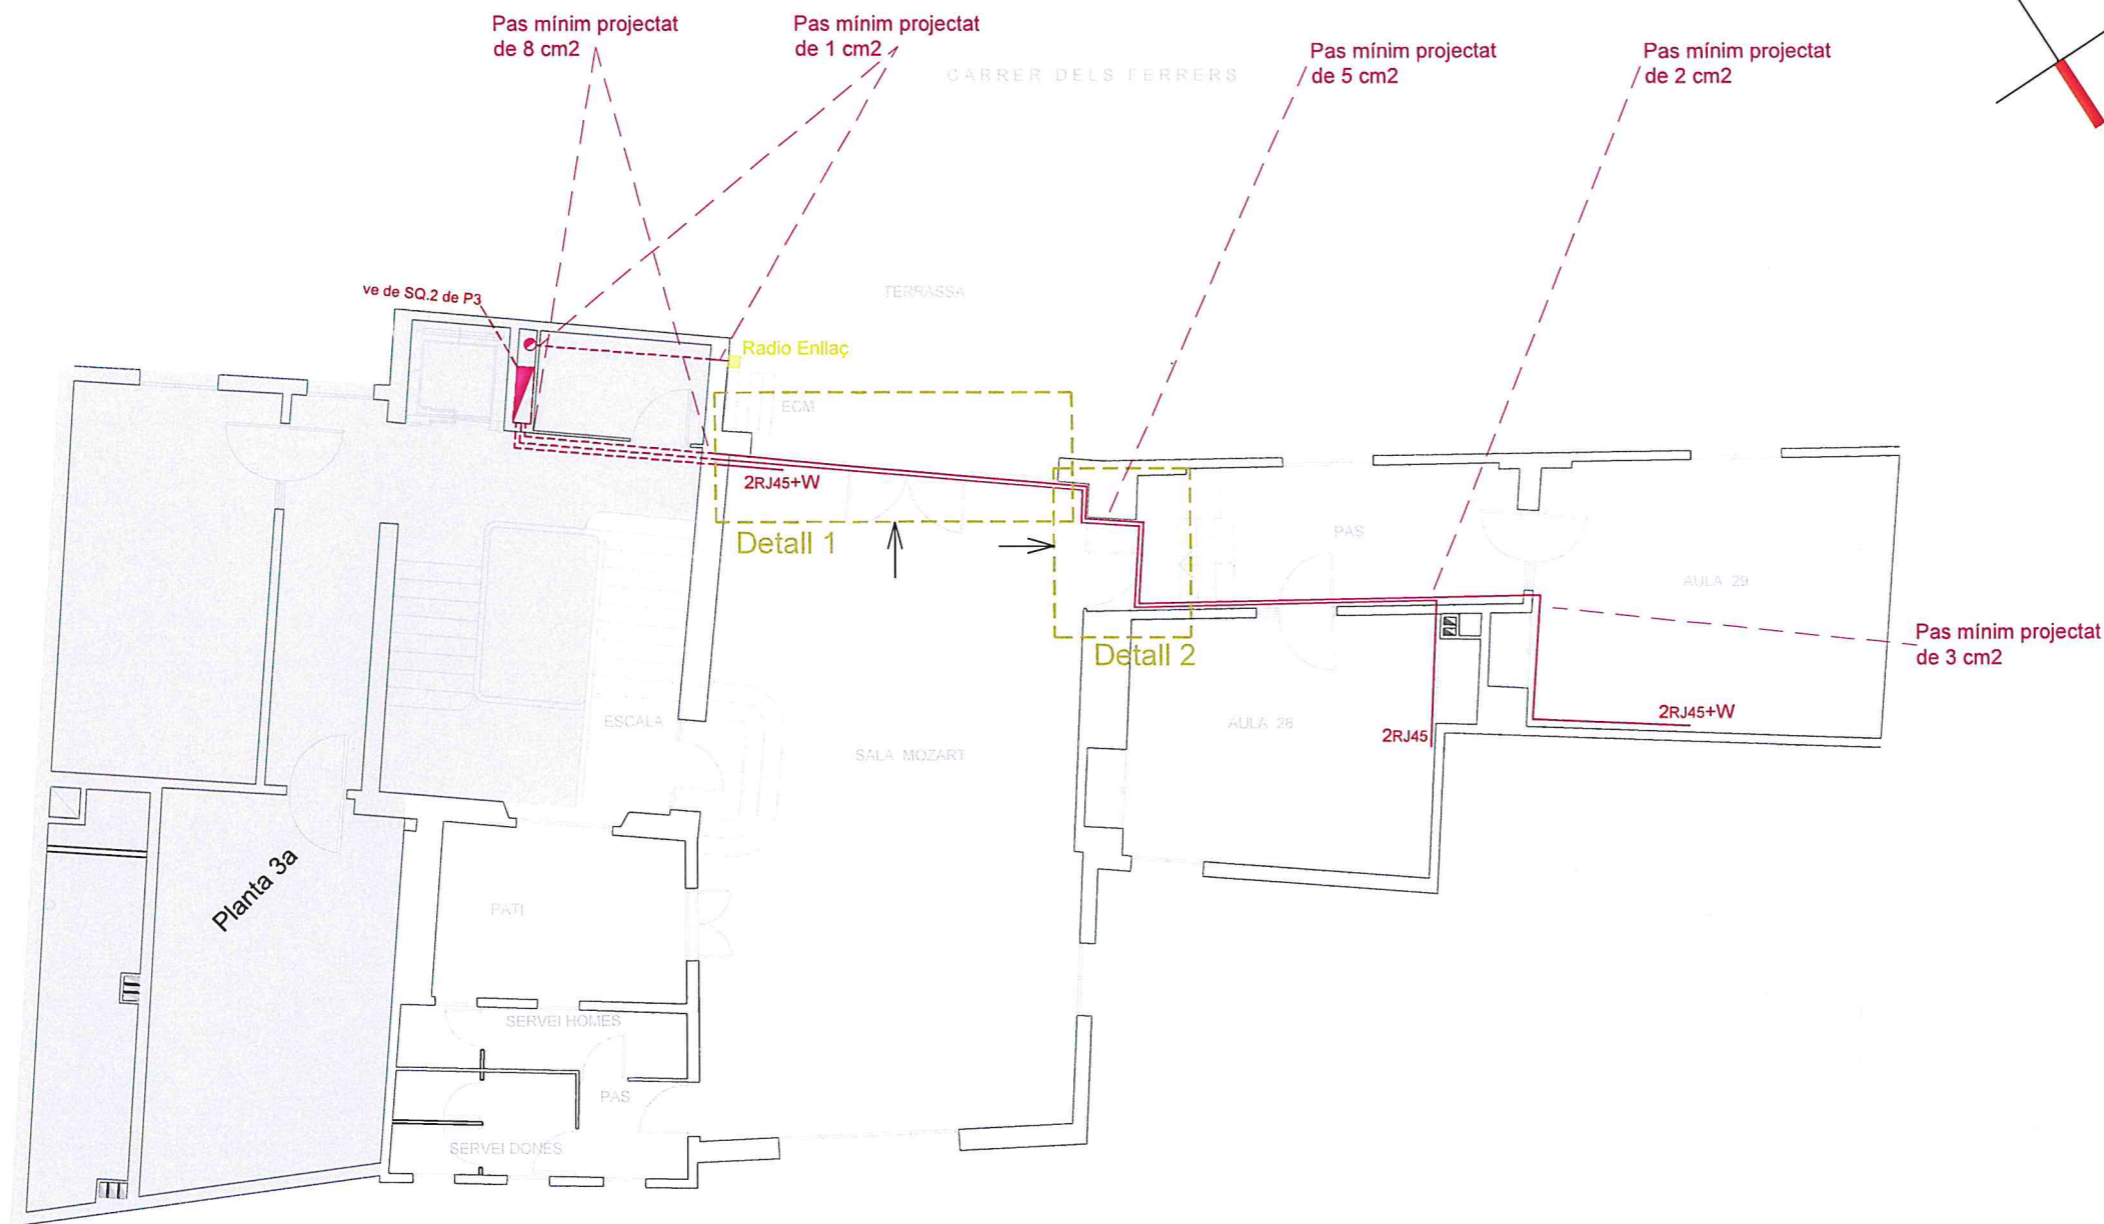 Pas mínim projectat
de 8 cm2
Pas mínim projectat
de 1 cm2
CARRER DELS FERRERS
Pas mínim projectat
de 5 cm2
Pas mínim projectat
de 2 cm2
ve de SQ.2 de P3
TERRASSA
Radio Enllaç
ECM
2RJ45+W
Detall 1
PAS
AULA 29
Detall 2
Pas mínim projectat
de 3 cm2
ESCALA
SALA MOZART
AULA 28
2RJ45
2RJ45+W
Planta 3a
PATI
SERVEI HOMES
PAS
SERVEI DONES